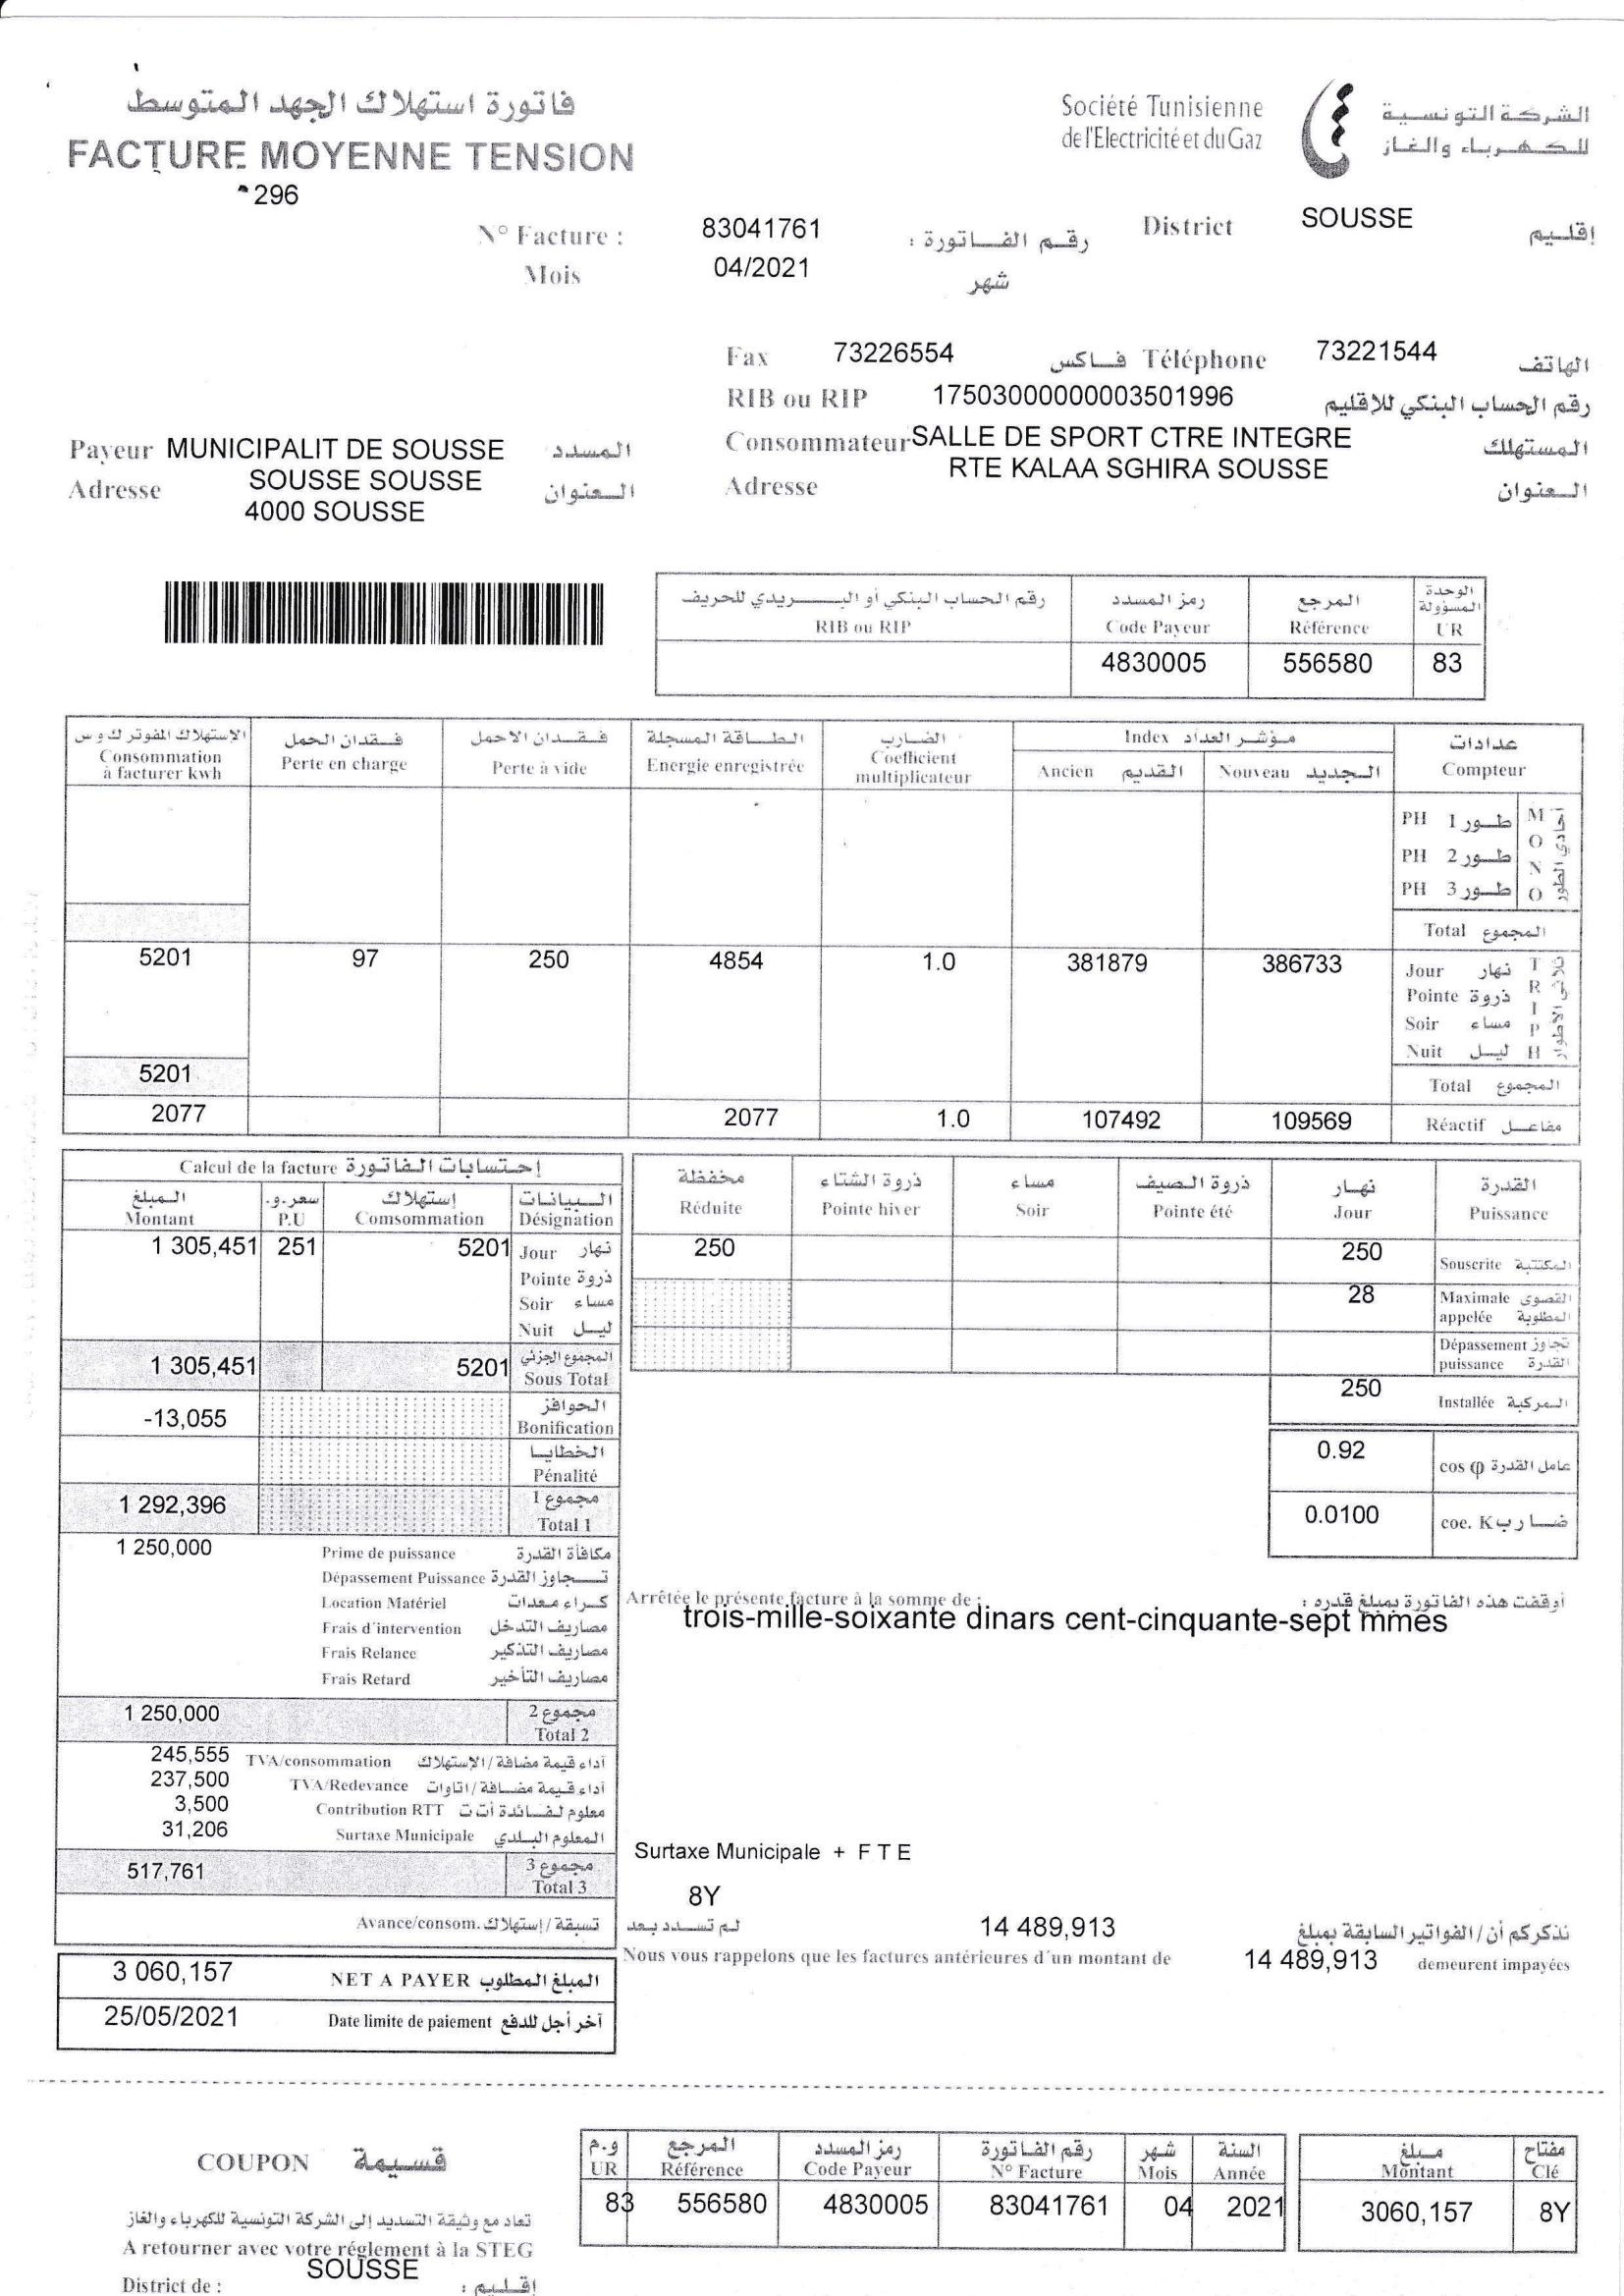 فاتورة استهلاك الجهد المتوسط
FACTURE MOYENNE TENSION
296
Société Tunisienne
de l'Electricité et du Gaz
الشركة التونسية
للكهرباء والغاز
N° Facture : 83041761 رقم الفاتورة :
Mois 04/2021 شهر
District SOUSSE إقليم
Fax 73226554 فاكس Téléphone 73221544 الهاتف
RIB ou RIP 17503000000003501996 رقم الحساب البنكي للإقليم
Payeur MUNICIPALIT DE SOUSSE المسدد
Adresse SOUSSE SOUSSE العنوان
4000 SOUSSE
Consommateur SALLE DE SPORT CTRE INTEGRE المستهلك
RTE KALAA SGHIRA SOUSSE
Adresse العنوان
رقم الحساب البنكي أو البريدي للحريف رمز المسدد المرجع الوحدة المسؤولة
RIB ou RIP Code Payeur Référence UR
4830005 556580 83
الإستهلاك المفوتر ك و س فقدان الحمل فقدان الاحمل الطاقة المسجلة الضارب مؤشر العداد Index عدادات
Consommation à facturer kwh Perte en charge Perte à vide Energie enregistrée Coefficient multiplicateur Ancien القديم Nouveau الجديد Compteur
PH 1 طور
PH 2 طور
PH 3 طور
MONO أحادي الطور
Total المجموع
5201 97 250 4854 1.0 381879 386733 Jour نهار
Pointe ذروة
Soir مساء
Nuit ليل
TRIPH ثلاثي الأطوار
5201 Total المجموع
2077 2077 1.0 107492 109569 Réactif مفاعل
Calcul de la facture إحتسابات الفاتورة
المبلغ سعر.و. إستهلاك البيانات
Montant P.U Comsommation Désignation
1 305,451 251 5201 Jour نهار
Pointe ذروة
Soir مساء
Nuit ليل
1 305,451 5201 المجموع الجزئي
Sous Total
-13,055 الحوافز
Bonification
الخطايا
Pénalité
1 292,396 مجموع 1
Total 1
1 250,000 Prime de puissance مكافأة القدرة
Dépassement Puissance تجاوز القدرة
Location Matériel كراء معدات
Frais d'intervention مصاريف التدخل
Frais Relance مصاريف التذكير
Frais Retard مصاريف التأخير
1 250,000 مجموع 2
Total 2
245,555 TVA/consommation آداء قيمة مضافة/الإستهلاك
237,500 TVA/Redevance آداء قيمة مضافة/اتاوات
3,500 Contribution RTT معلوم لفائدة أ ت ت
31,206 Surtaxe Municipale المعلوم البلدي
517,761 مجموع 3
Total 3
Avance/consom. تسبقة/إستهلاك
3 060,157 NET A PAYER المبلغ المطلوب
25/05/2021 Date limite de paiement آخر أجل للدفع
مخفظة ذروة الشتاء مساء ذروة الصيف نهار القدرة
Réduite Pointe hiver Soir Pointe été Jour Puissance
250 250 Souscrite المكتتبة
28 Maximale القصوى
appelée المطلوبة
Dépassement تجاوز
puissance القدرة
250 Installée المركبة
0.92 cos φ عامل القدرة
0.0100 coe. K ضارب
Arrêtée le présente facture à la somme de : أوقفت هذه الفاتورة بمبلغ قدره :
trois-mille-soixante dinars cent-cinquante-sept mmes
Surtaxe Municipale + F T E
8Y
لم تسدد بعد 14 489,913 نذكركم أن/الفواتير السابقة بمبلغ
Nous vous rappelons que les factures antérieures d'un montant de 14 489,913 demeurent impayées
COUPON قسيمة
تعاد مع وثيقة التسديد إلى الشركة التونسية للكهرباء والغاز
A retourner avec votre réglement à la STEG
District de : SOUSSE إقليم :
و.م المرجع رمز المسدد رقم الفاتورة شهر السنة مبلغ مفتاح
UR Référence Code Payeur N° Facture Mois Année Montant Clé
83 556580 4830005 83041761 04 2021 3060,157 8Y